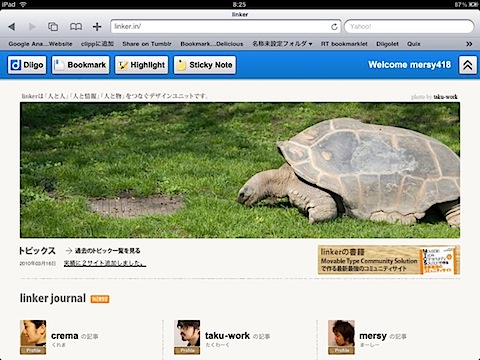 iPad 8:25 87%
linker
linker.in/ Yahoo!
Google Ana...Website clippに追加 Share on Tumblr Bookmark...Delicious 名称未設定フォルダ RT booklet Diigolet Quix
Diigo Bookmark Highlight Sticky Note Welcome mersy418
linkerは「人と人」「人と情報」「人と物」をつなぐデザインユニットです. photo by taku-work
トピックス → 過去のトピック一覧を見る
2010年03月16日 実績に2サイト追加しました。
linkerの書籍
Movable Type Community Solution
で作る最新最強のコミュニティサイト
linker journal
crema の記事 taku-work の記事 mersy の記事
くれま たくわーく まーしー
Profile Profile Profile